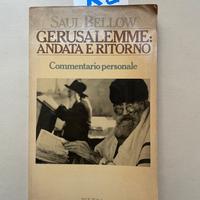 SAUL BELLOW
GERUSALEMME:
ANDATA E RITORNO
Commentario personale